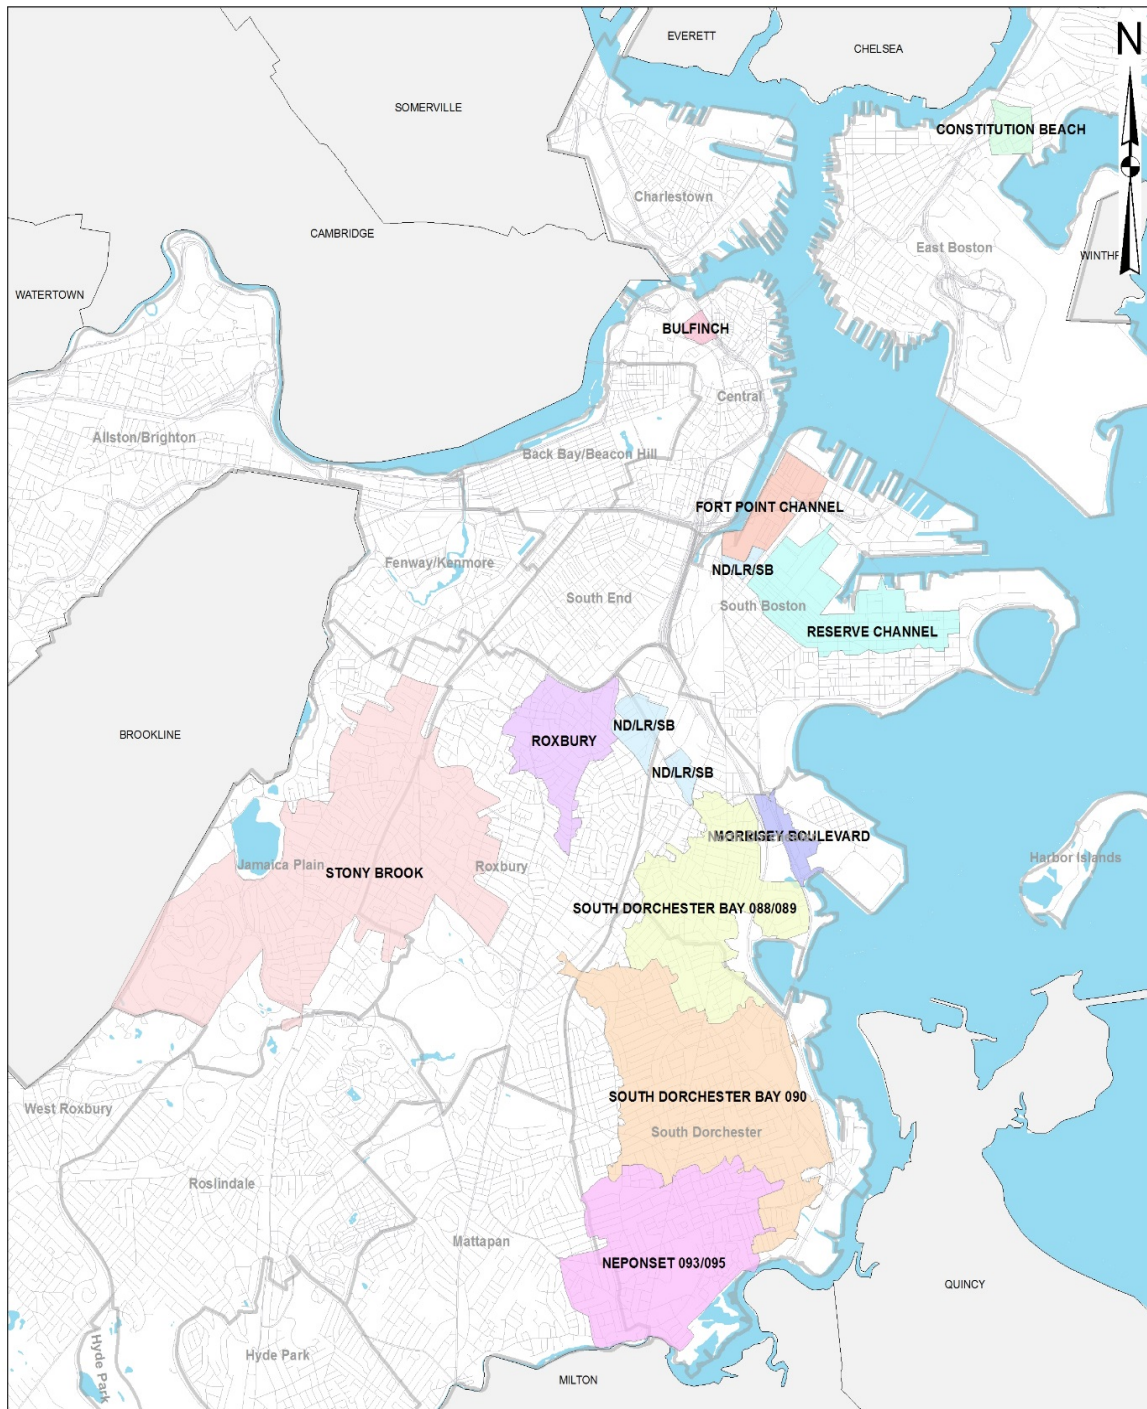 EVERETT
CHELSEA
N
SOMERVILLE
CONSTITUTION BEACH
Charlestown
CAMBRIDGE
East Boston
WINTHR
WATERTOWN
BULFINCH
Central
Allston/Brighton
Back Bay/Beacon Hill
FORT POINT CHANNEL
Fenway/Kenmore
ND/LR/SB
South End
South Boston
RESERVE CHANNEL
BROOKLINE
ROXBURY
ND/LR/SB
ND/LR/SB
MORRISEY BOULEVARD
Jamaica Plain
STONY BROOK
Roxbury
Harbor Islands
SOUTH DORCHESTER BAY 088/089
SOUTH DORCHESTER BAY 090
West Roxbury
South Dorchester
Roslindale
Mattapan
NEPONSET 093/095
QUINCY
Hyde Park
Hyde Park
MILTON